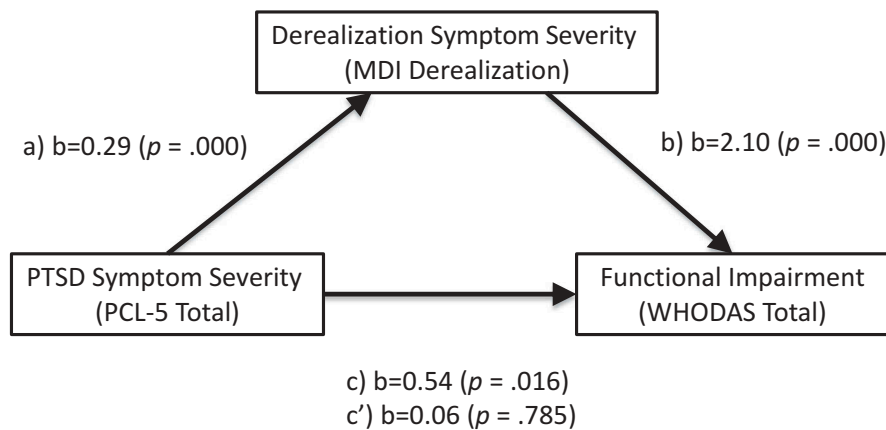 Derealization Symptom Severity
(MDI Derealization)
a) b=0.29 (p = .000)
b) b=2.10 (p = .000)
PTSD Symptom Severity
(PCL-5 Total)
Functional Impairment
(WHODAS Total)
c) b=0.54 (p = .016)
c’) b=0.06 (p = .785)